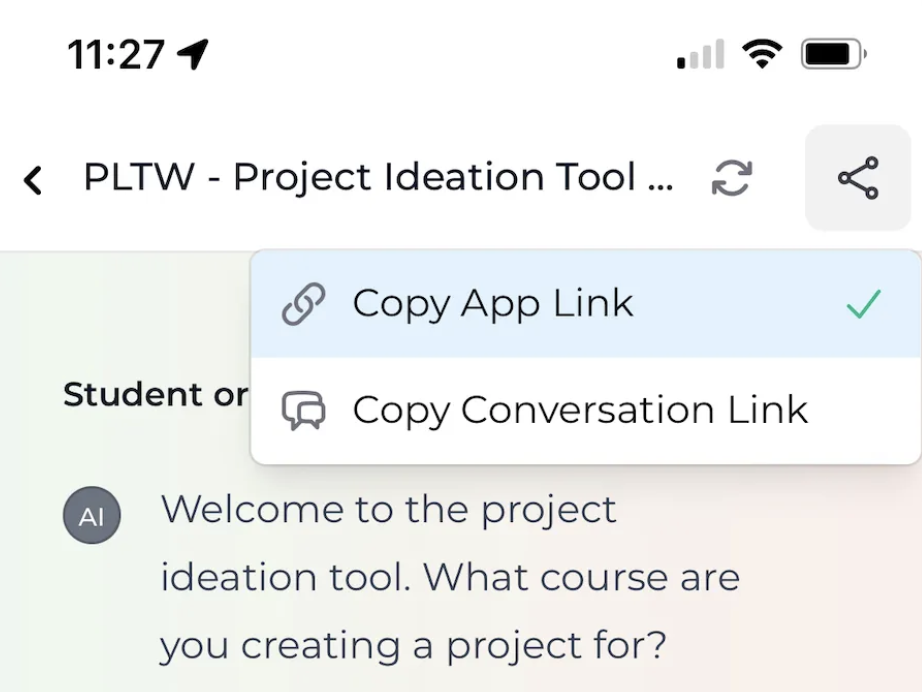 11:27
PLTW - Project Ideation Tool ...
Copy App Link
Copy Conversation Link
Student or
AI
Welcome to the project
ideation tool. What course are
you creating a project for?